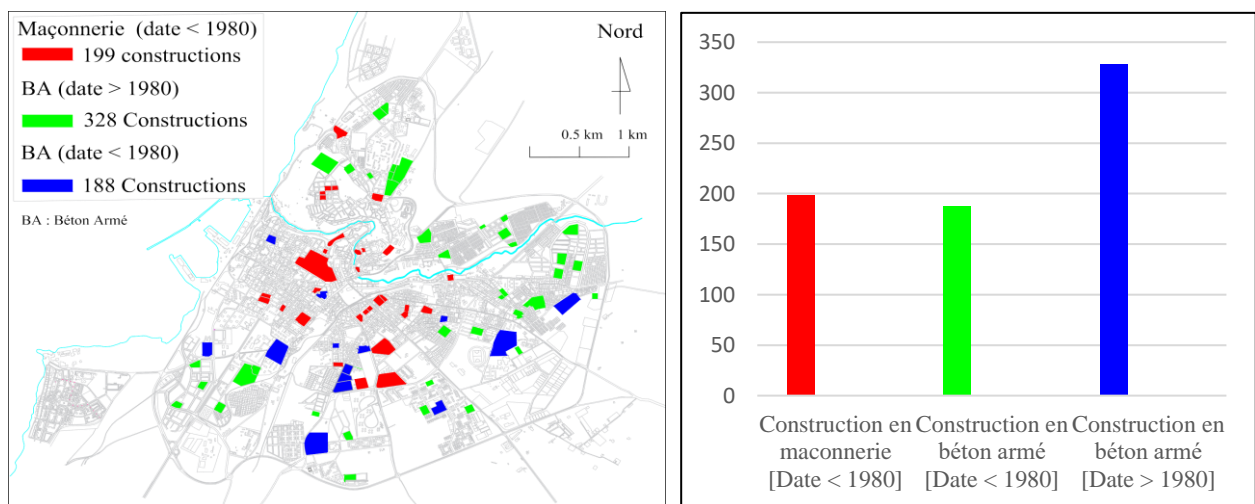 Maçonnerie (date < 1980)
199 constructions
BA (date > 1980)
328 Constructions
BA (date < 1980)
188 Constructions
BA : Béton Armé
Nord
0.5 km 1 km
350
300
250
200
150
100
50
0
Construction en maconnerie [Date < 1980]
Construction en béton armé [Date < 1980]
Construction en béton armé [Date > 1980]